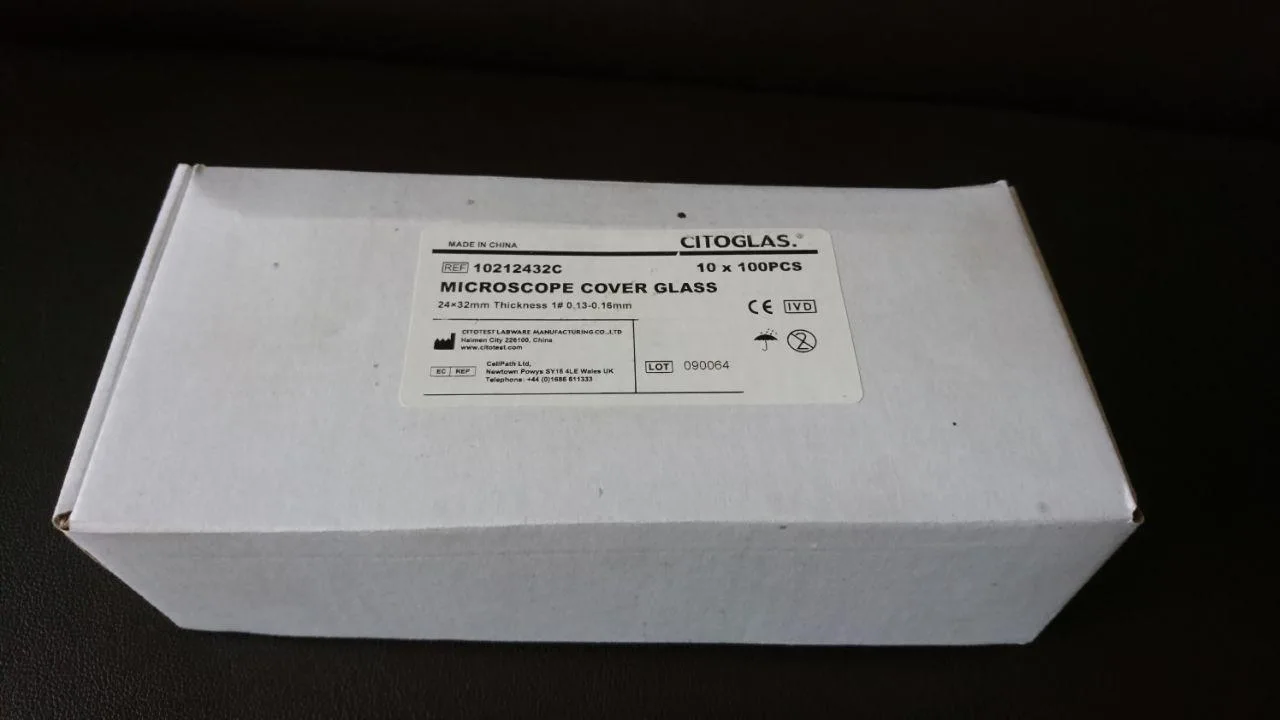 MADE IN CHINA
CITOGLAS.®
REF 10212432C
10 x 100PCS
MICROSCOPE COVER GLASS
24×32mm Thickness 1# 0.13-0.16mm
CE IVD
CITOTEST LABWARE MANUFACTURING CO.,LTD
Haimen City 226100, China
www.citotest.com
2
EC REP
CellPath Ltd,
Newtown Powys SY16 4LE Wales UK
Telephone: +44 (0)1686 611333
LOT 090064